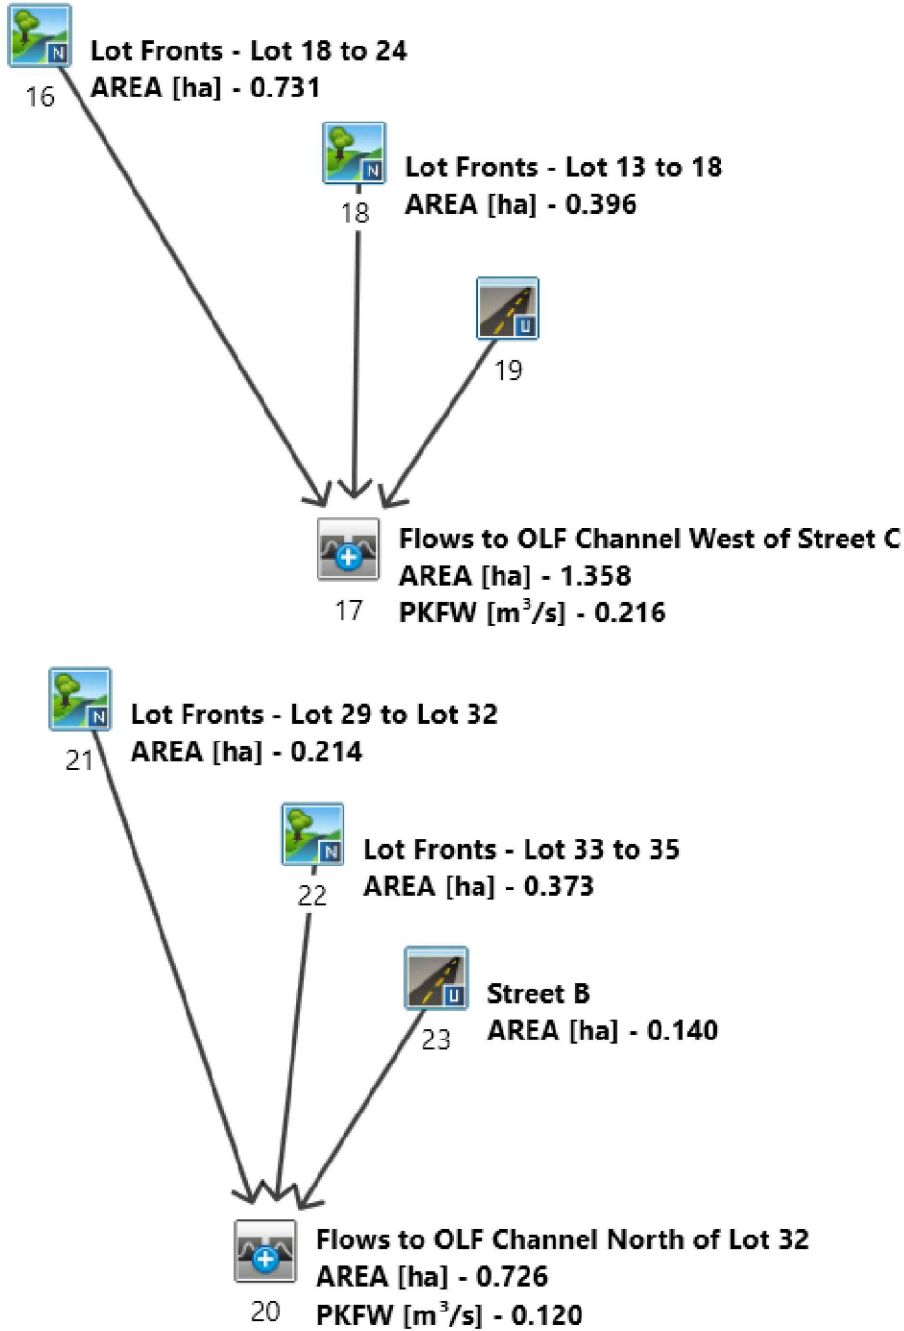 N
16
Lot Fronts - Lot 18 to 24
AREA [ha] - 0.731
N
18
Lot Fronts - Lot 13 to 18
AREA [ha] - 0.396
U
19
17
Flows to OLF Channel West of Street C
AREA [ha] - 1.358
PKFW [m³/s] - 0.216
N
21
Lot Fronts - Lot 29 to Lot 32
AREA [ha] - 0.214
N
22
Lot Fronts - Lot 33 to 35
AREA [ha] - 0.373
U
23
Street B
AREA [ha] - 0.140
20
Flows to OLF Channel North of Lot 32
AREA [ha] - 0.726
PKFW [m³/s] - 0.120